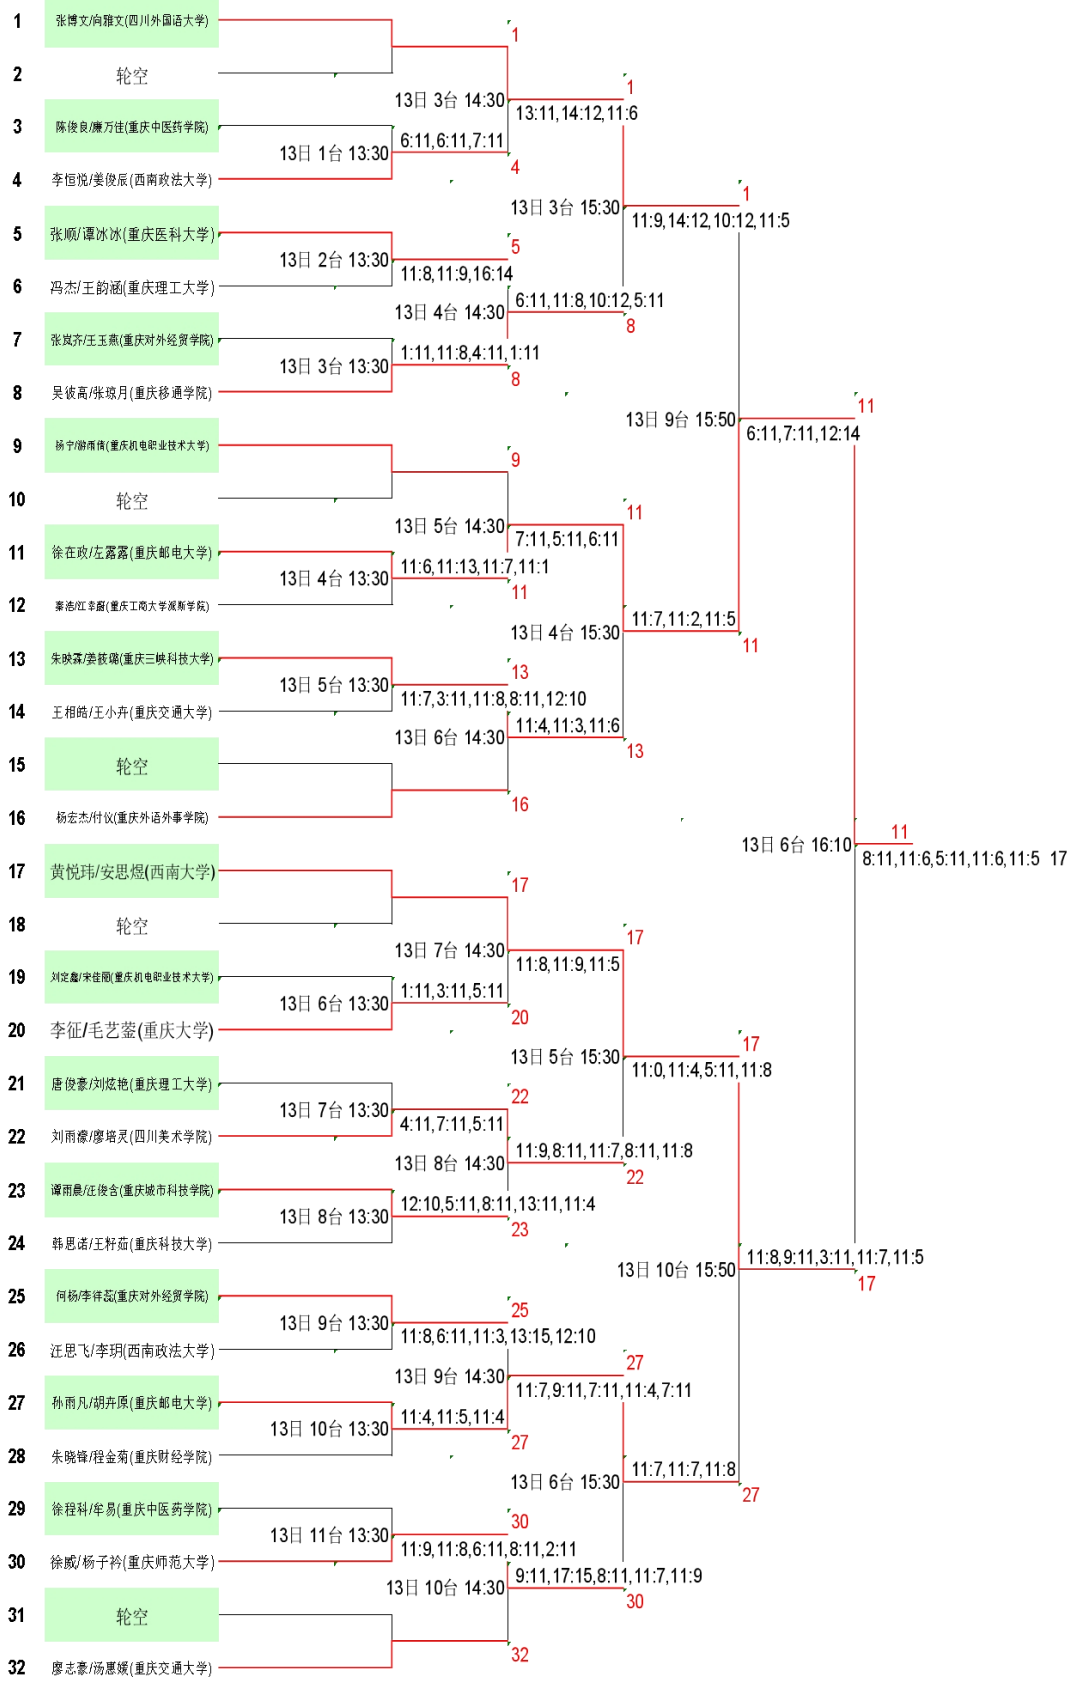 1 张博文/向雅文(四川外国语大学)
1
2 轮空
13日 3台 14:30
1
13:11,14:12,11:6
3 陈俊良/廉万佳(重庆中医药学院)
13日 1台 13:30
6:11,6:11,7:11
4
4 李恒悦/姜俊辰(西南政法大学)
1
13日 3台 15:30
11:9,14:12,10:12,11:5
5 张顺/谭冰冰(重庆医科大学)
5
13日 2台 13:30
11:8,11:9,16:14
6 冯杰/王韵涵(重庆理工大学)
13日 4台 14:30
6:11,11:8,10:12,5:11
8
7 张岚齐/王玉燕(重庆对外经贸学院)
13日 3台 13:30
1:11,11:8,4:11,1:11
8
8 吴彼高/张琼月(重庆移通学院)
11
13日 9台 15:50
6:11,7:11,12:14
9 杨宁/游雨倩(重庆机电职业技术大学)
9
10 轮空
13日 5台 14:30
11
7:11,5:11,6:11
11 徐在政/左露露(重庆邮电大学)
13日 4台 13:30
11:6,11:13,11:7,11:1
11
12 秦浩/江幸蔚(重庆工商大学派斯学院)
13日 4台 15:30
11:7,11:2,11:5
11
13 朱映霖/姜筱璐(重庆三峡科技大学)
13
13日 5台 13:30
11:7,3:11,11:8,8:11,12:10
14 王相皓/王小卉(重庆交通大学)
13日 6台 14:30
11:4,11:3,11:6
13
15 轮空
16
16 杨宏杰/付仪(重庆外语外事学院)
13日 6台 16:10
11
8:11,11:6,5:11,11:6,11:5 17
17 黄悦玮/安思煜(西南大学)
17
18 轮空
13日 7台 14:30
17
11:8,11:9,11:5
19 刘定鑫/宋佳丽(重庆机电职业技术大学)
13日 6台 13:30
1:11,3:11,5:11
20
20 李征/毛艺蓥(重庆大学)
17
13日 5台 15:30
11:0,11:4,5:11,11:8
21 唐俊豪/刘炫艳(重庆理工大学)
22
13日 7台 13:30
4:11,7:11,5:11
22 刘雨濛/廖培灵(四川美术学院)
13日 8台 14:30
11:9,8:11,11:7,8:11,11:8
22
23 谭雨晨/汪俊含(重庆城市科技学院)
13日 8台 13:30
12:10,5:11,8:11,13:11,11:4
23
24 韩思诺/王籽茹(重庆科技大学)
13日 10台 15:50
11:8,9:11,3:11,11:7,11:5
17
25 何杨/李祥蕊(重庆对外经贸学院)
25
13日 9台 13:30
11:8,6:11,11:3,13:15,12:10
26 汪思飞/李玥(西南政法大学)
13日 9台 14:30
27
11:7,9:11,7:11,11:4,7:11
27 孙雨凡/胡卉原(重庆邮电大学)
13日 10台 13:30
11:4,11:5,11:4
27
28 朱晓锋/程金菊(重庆财经学院)
13日 6台 15:30
11:7,11:7,11:8
27
29 徐程科/牟易(重庆中医药学院)
30
13日 11台 13:30
11:9,11:8,6:11,8:11,2:11
30 徐威/杨子衿(重庆师范大学)
13日 10台 14:30
9:11,17:15,8:11,11:7,11:9
30
31 轮空
32
32 廖志豪/汤惠媛(重庆交通大学)